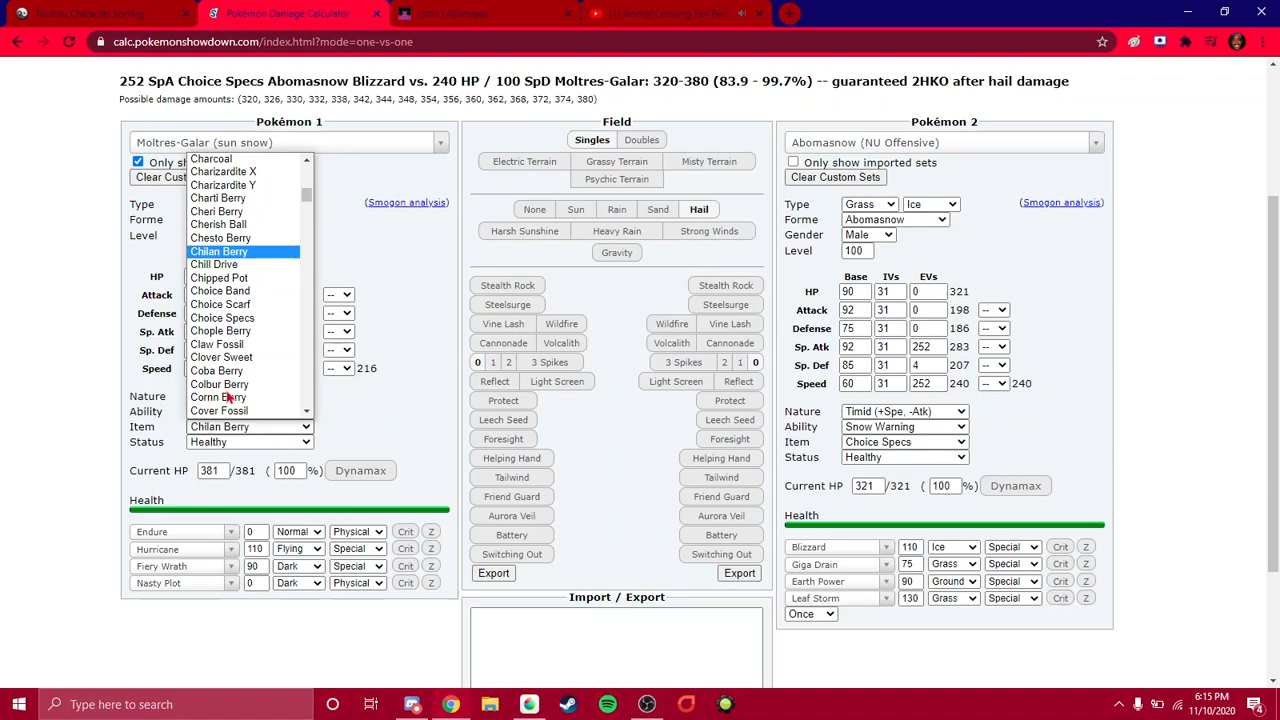 Touhou Character Sorting
Pokemon Damage Calculator
(1) Animal Crossing Fan Ro
calc.pokemonshowdown.com/index.html?mode=one-vs-one
252 SpA Choice Specs Abomasnow Blizzard vs. 240 HP / 100 SpD Moltres-Galar: 320-380 (83.9 - 99.7%) -- guaranteed 2HKO after hail damage
Possible damage amounts: (320, 326, 330, 332, 338, 342, 344, 348, 354, 356, 360, 362, 368, 372, 374, 380)
Pokémon 1
Moltres-Galar (sun snow)
Only sh
Clear Cust
Type
(Smogon analysis)
Forme
Level
HP
Attack
--
Defense
--
Sp. Atk
--
Sp. Def
--
Speed
--
216
Nature
Ability
Charcoal
Charizardite X
Charizardite Y
Charti Berry
Cheri Berry
Cherish Ball
Chesto Berry
Chilan Berry
Chill Drive
Chipped Pot
Choice Band
Choice Scarf
Choice Specs
Chople Berry
Claw Fossil
Clover Sweet
Coba Berry
Colbur Berry
Cornn Berry
Cover Fossil
Item Chilan Berry
Status Healthy
Current HP 381 /381 ( 100 %) Dynamax
Health
Endure 0 Normal Physical Crit Z
Hurricane 110 Flying Special Crit Z
Fiery Wrath 90 Dark Special Crit Z
Nasty Plot 0 Dark Physical Crit Z
Field
Singles Doubles
Electric Terrain Grassy Terrain Misty Terrain
Psychic Terrain
None Sun Rain Sand Hail
Harsh Sunshine Heavy Rain Strong Winds
Gravity
Stealth Rock Stealth Rock
Steelsurge Steelsurge
Vine Lash Wildfire Wildfire Vine Lash
Cannonade Volcalith Volcalith Cannonade
0 1 2 3 Spikes 3 Spikes 2 1 0
Reflect Light Screen Light Screen Reflect
Protect Protect
Leech Seed Leech Seed
Foresight Foresight
Helping Hand Helping Hand
Tailwind Tailwind
Friend Guard Friend Guard
Aurora Veil Aurora Veil
Battery Battery
Switching Out Switching Out
Export Export
Import / Export
Pokémon 2
Abomasnow (NU Offensive)
Only show imported sets
Clear Custom Sets
Type Grass Ice (Smogon analysis)
Forme Abomasnow
Gender Male
Level 100
Base IVs EVs
HP 90 31 0 321
Attack 92 31 0 198 --
Defense 75 31 0 186 --
Sp. Atk 92 31 252 283 --
Sp. Def 85 31 4 207 --
Speed 60 31 252 240 -- 240
Nature Timid (+Spe, -Atk)
Ability Snow Warning
Item Choice Specs
Status Healthy
Current HP 321 /321 ( 100 %) Dynamax
Health
Blizzard 110 Ice Special Crit Z
Giga Drain 75 Grass Special Crit Z
Earth Power 90 Ground Special Crit Z
Leaf Storm 130 Grass Special Crit Z
Once
Type here to search
6:15 PM
11/10/2020
4